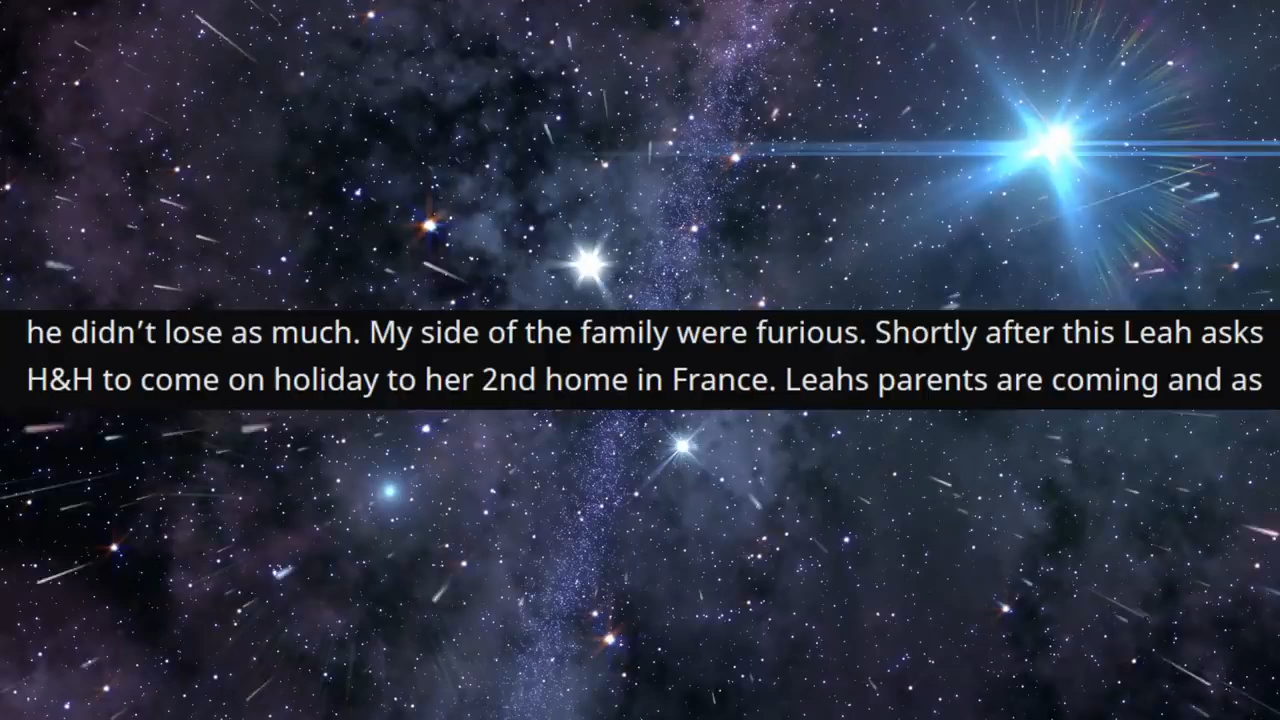 he didn’t lose as much. My side of the family were furious. Shortly after this Leah asks
H&H to come on holiday to her 2nd home in France. Leahs parents are coming and as